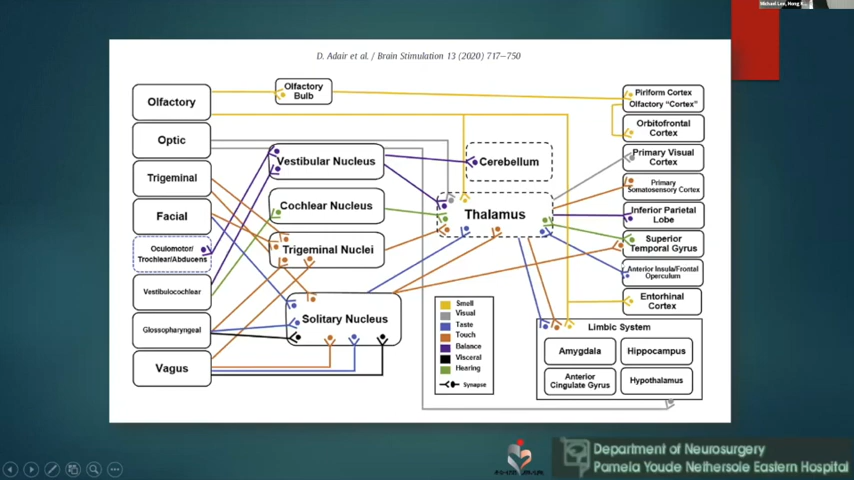 D. Adair et al. / Brain Stimulation 13 (2020) 717–750
Olfactory
Optic
Trigeminal
Facial
Oculomotor/
Trochlear/Abducens
Vestibulocochlear
Glossopharyngeal
Vagus
Olfactory
Bulb
Vestibular Nucleus
Cochlear Nucleus
Trigeminal Nuclei
Solitary Nucleus
Cerebellum
Thalamus
Smell
Visual
Taste
Touch
Balance
Visceral
Hearing
Synapse
Piriform Cortex
Olfactory “Cortex”
Orbitofrontal
Cortex
Primary Visual
Cortex
Primary
Somatosensory Cortex
Inferior Parietal
Lobe
Superior
Temporal Gyrus
Anterior Insula/Frontal
Operculum
Entorhinal
Cortex
Limbic System
Amygdala
Hippocampus
Anterior
Cingulate Gyrus
Hypothalamus
Department of Neurosurgery
Pamela Youde Nethersole Eastern Hospital